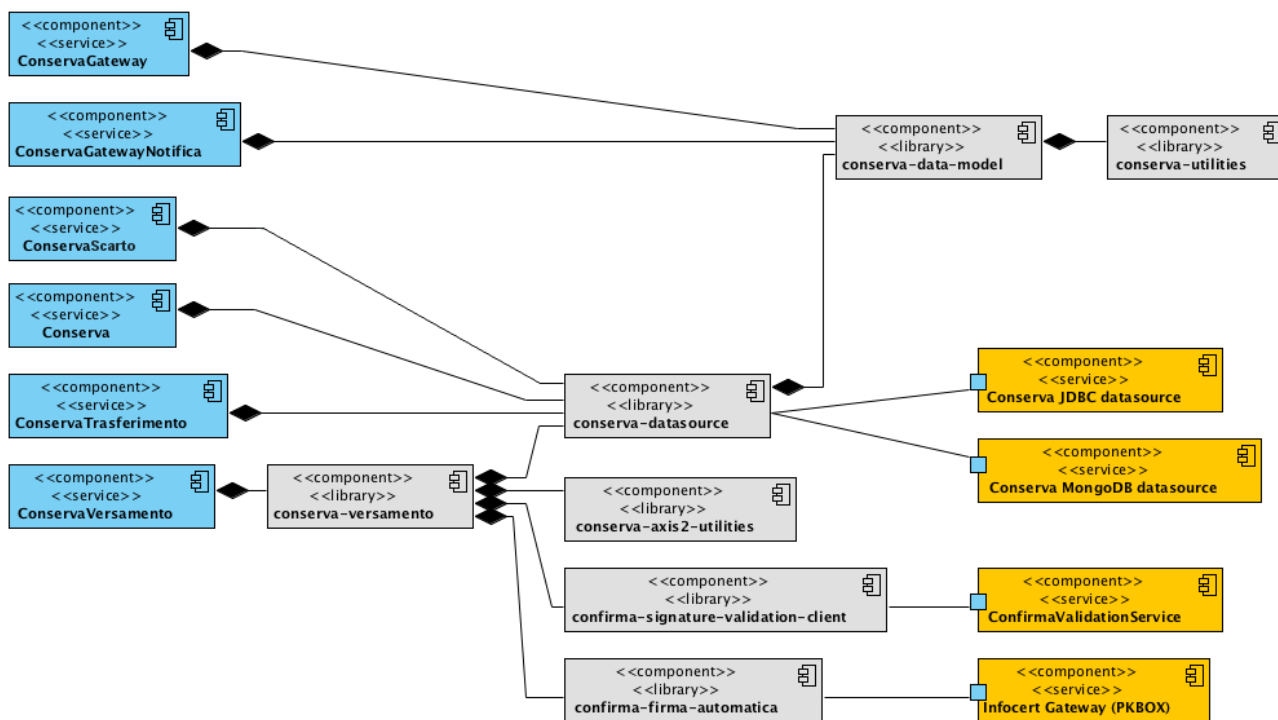 <<component>>
<<service>>
ConservaGateway
<<component>>
<<service>>
ConservaGatewayNotifica
<<component>>
<<library>>
conserva-data-model
<<component>>
<<library>>
conserva-utilities
<<component>>
<<service>>
ConservaScarto
<<component>>
<<service>>
Conserva
<<component>>
<<service>>
ConservaTrasferimento
<<component>>
<<library>>
conserva-datasource
<<component>>
<<service>>
Conserva JDBC datasource
<<component>>
<<service>>
Conserva MongoDB datasource
<<component>>
<<service>>
ConservaVersamento
<<component>>
<<library>>
conserva-versamento
<<component>>
<<library>>
conserva-axis2-utilities
<<component>>
<<library>>
confirma-signature-validation-client
<<component>>
<<service>>
ConfirmaValidationService
<<component>>
<<library>>
confirma-firma-automatica
<<component>>
<<service>>
Infocert Gateway (PKBOX)